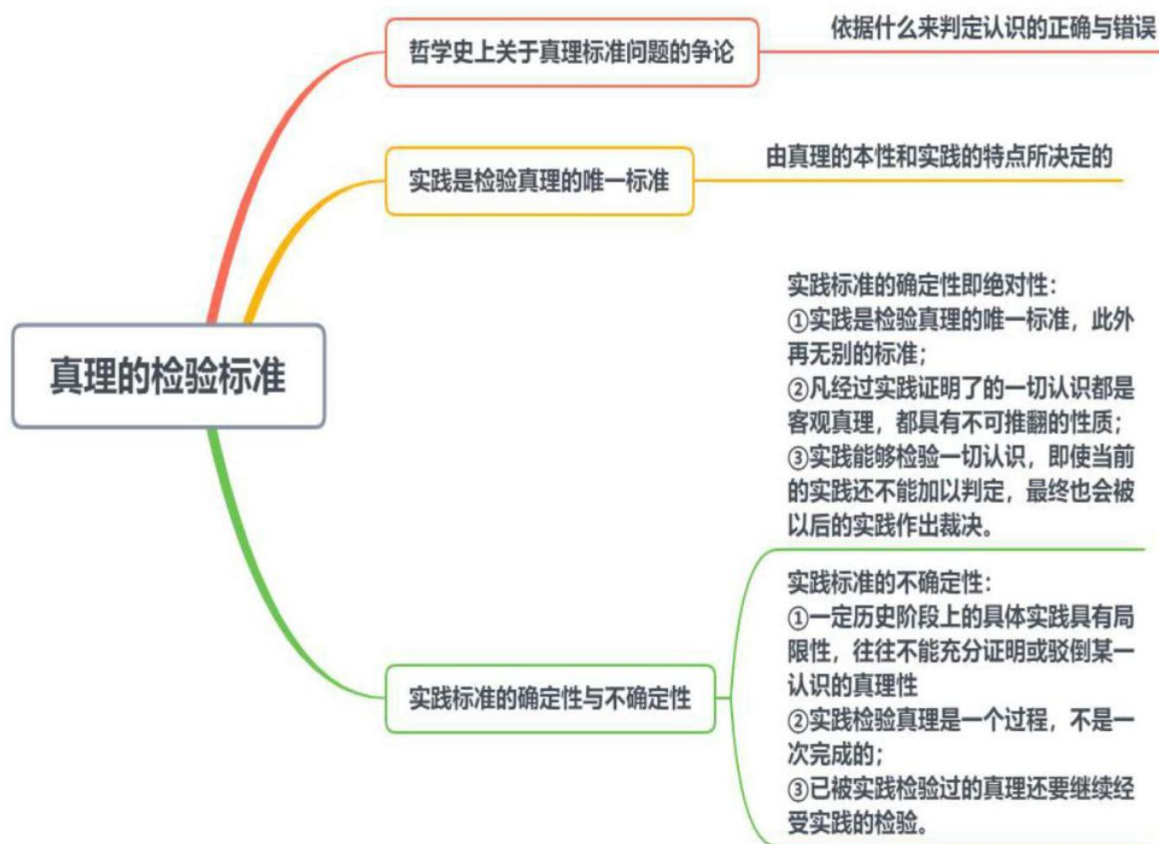 哲学史上关于真理标准问题的争论
依据什么来判定认识的正确与错误
实践是检验真理的唯一标准
由真理的本性和实践的特点所决定的
真理的检验标准
实践标准的确定性与不确定性
实践标准的确定性即绝对性：
①实践是检验真理的唯一标准，此外
再无别的标准；
②凡经过实践证明了的一切认识都是
客观真理，都具有不可推翻的性质；
③实践能够检验一切认识，即使当前
的实践还不能加以判定，最终也会被
以后的实践作出裁决。
实践标准的不确定性：
①一定历史阶段上的具体实践具有局
限性，往往不能充分证明或驳倒某一
认识的真理性
②实践检验真理是一个过程，不是一
次完成的；
③已被实践检验过的真理还要继续经
受实践的检验。